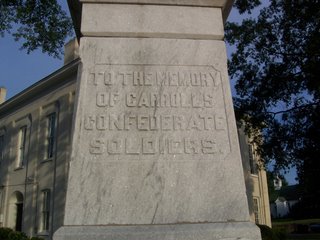 TO THE MEMORY
OF CARROLL'S
CONFEDERATE
SOLDIERS.